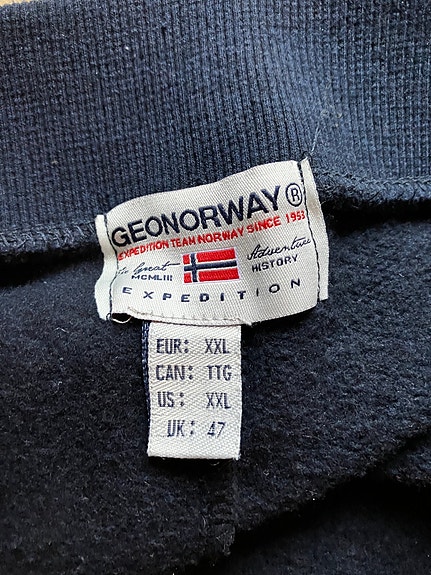 GEONORWAY®
EXPEDITION TEAM NORWAY SINCE 1953
Great Adventure
MCMLIII HISTORY
EXPEDITION
EUR: XXL
CAN: TTG
US: XXL
UK: 47